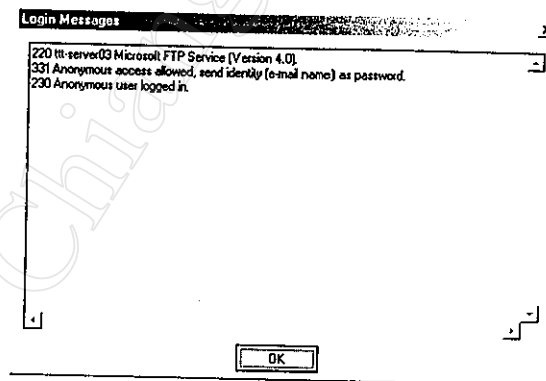 Login Messages
220 ttt-server03 Microsoft FTP Service (Version 4.0).
331 Anonymous access allowed, send identity (e-mail name) as password.
230 Anonymous user logged in.
OK